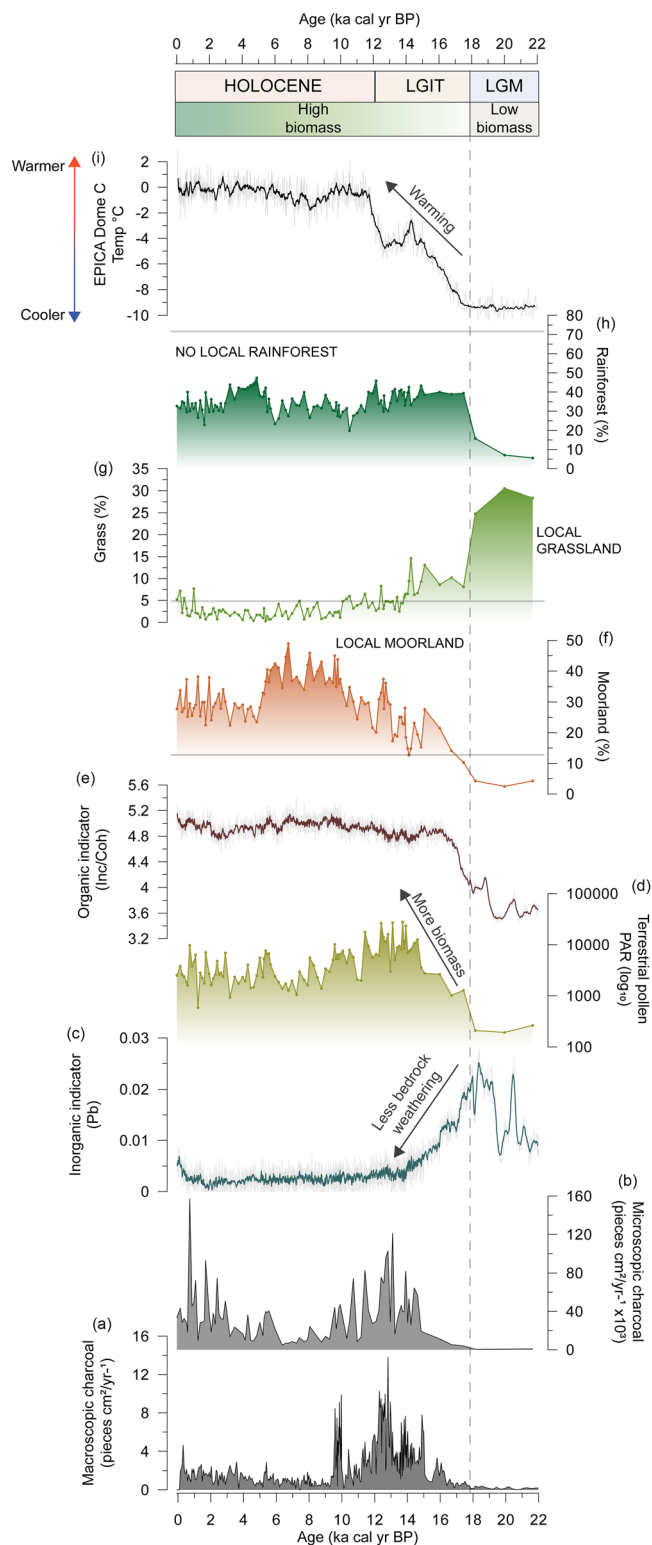 Age (ka cal yr BP)
0 2 4 6 8 10 12 14 16 18 20 22
HOLOCENE LGIT LGM
High biomass
Low biomass
Warmer
Cooler
(i)
EPICA Dome C
Temp °C
2
0
-2
-4
-6
-8
-10
Warming
(h)
Rainforest (%)
80
70
60
50
40
30
20
10
0
NO LOCAL RAINFOREST
(g)
Grass (%)
35
30
25
20
15
10
5
0
LOCAL
GRASSLAND
(f)
Moorland (%)
50
40
30
20
10
0
LOCAL MOORLAND
(e)
Organic indicator
(Inc/Coh)
5.6
5.2
4.8
4.4
4
3.6
3.2
(d)
Terrestrial pollen
PAR (log₁₀)
100000
10000
1000
100
More biomass
(c)
Inorganic indicator
(Pb)
0.03
0.02
0.01
0
Less bedrock
weathering
(b)
Microscopic charcoal
(pieces cm²/yr⁻¹ x10³)
160
120
80
40
0
(a)
Macroscopic charcoal
(pieces cm²/yr⁻¹)
16
12
8
4
0
0 2 4 6 8 10 12 14 16 18 20 22
Age (ka cal yr BP)